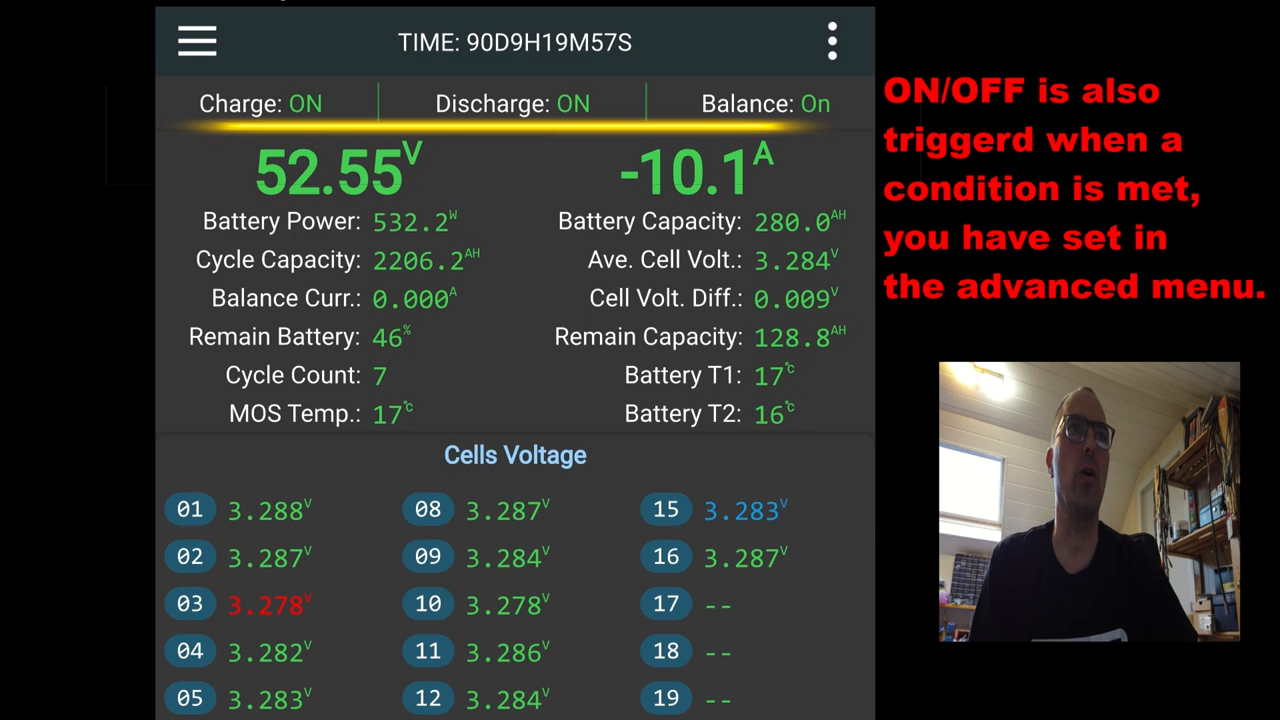 TIME: 90D9H19M57S
Charge: ON Discharge: ON Balance: On
52.55V -10.1A
Battery Power: 532.2W Battery Capacity: 280.0AH
Cycle Capacity: 2206.2AH Ave. Cell Volt.: 3.284V
Balance Curr.: 0.000A Cell Volt. Diff.: 0.009V
Remain Battery: 46% Remain Capacity: 128.8AH
Cycle Count: 7 Battery T1: 17℃
MOS Temp.: 17℃ Battery T2: 16℃
Cells Voltage
01 3.288V 08 3.287V 15 3.283V
02 3.287V 09 3.284V 16 3.287V
03 3.278V 10 3.278V 17 --
04 3.282V 11 3.286V 18 --
05 3.283V 12 3.284V 19 --
ON/OFF is also
triggerd when a
condition is met,
you have set in
the advanced menu.